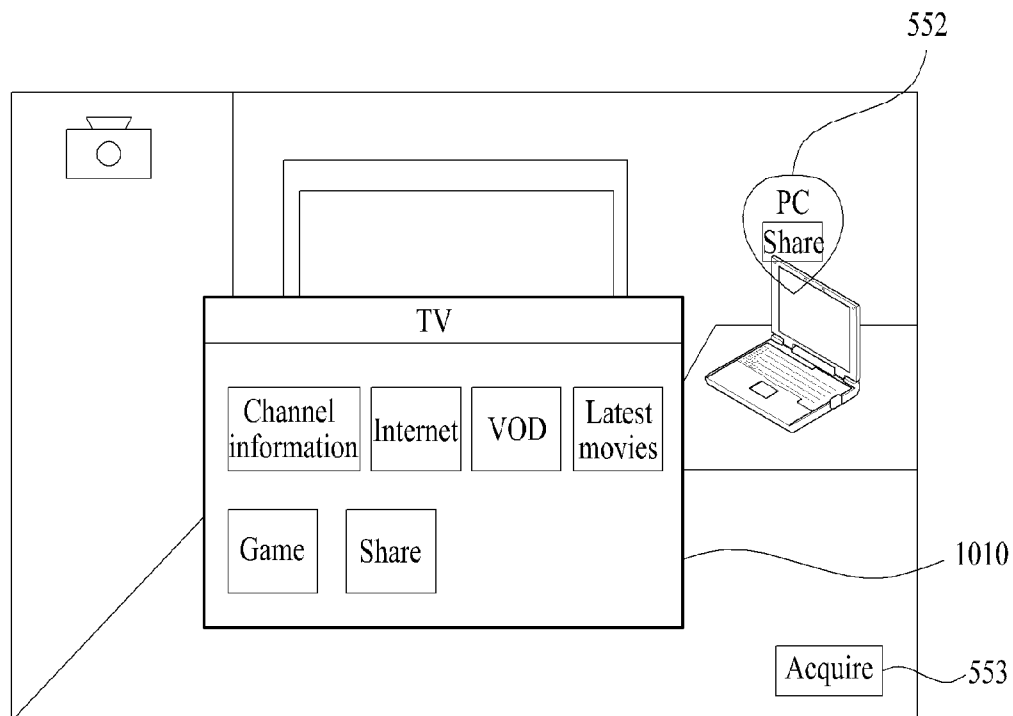 552
PC
Share
TV
Channel
information
Internet
VOD
Latest
movies
Game
Share
1010
Acquire
553